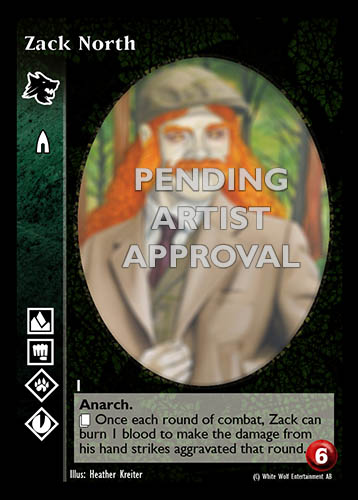 Zack North
PENDING
ARTIST
APPROVAL
1
Anarch.
Once each round of combat, Zack can
burn 1 blood to make the damage from
his hand strikes aggravated that round.
6
Illus: Heather Kreiter
(C) White Wolf Entertainment AB